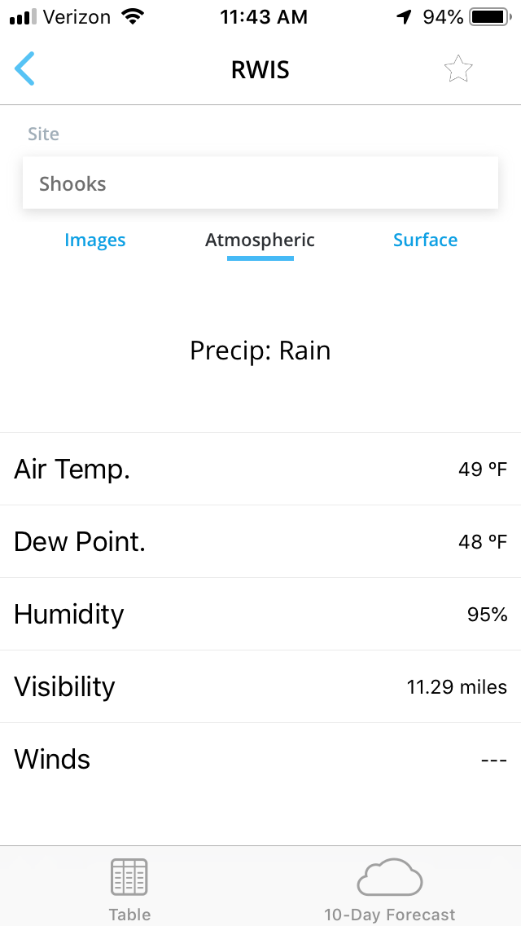 Verizon 11:43 AM 94%
RWIS
Site
Shooks
Images Atmospheric Surface
Precip: Rain
Air Temp. 49 ºF
Dew Point. 48 ºF
Humidity 95%
Visibility 11.29 miles
Winds ---
Table 10-Day Forecast